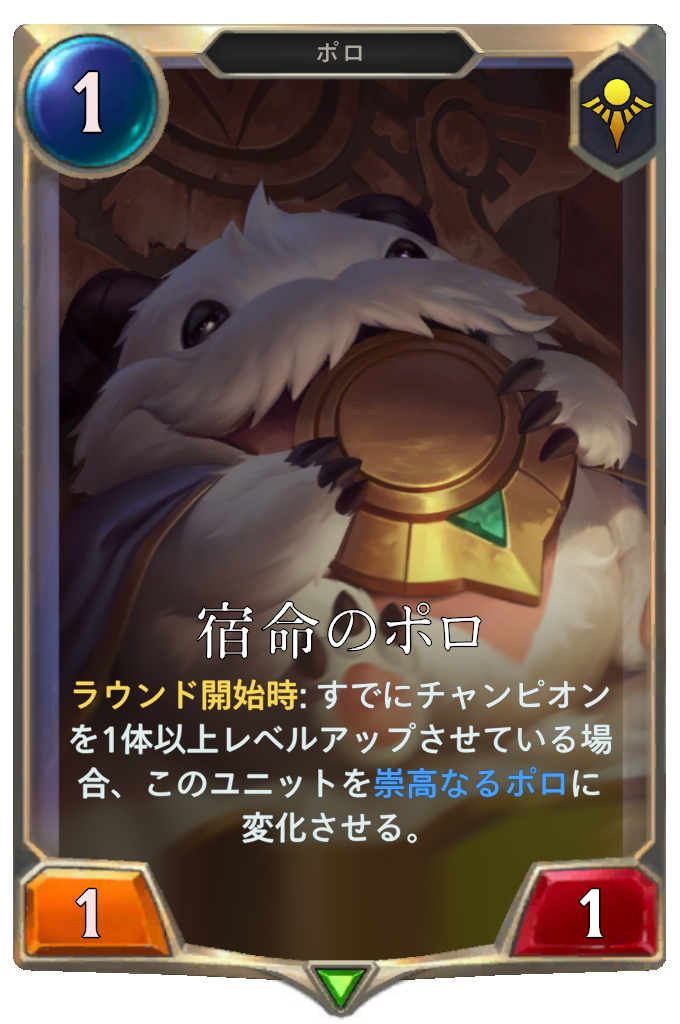 ポロ
1
宿命のポロ
ラウンド開始時: すでにチャンピオン
を1体以上レベルアップさせている場
合、このユニットを崇高なるポロに
変化させる。
1
1